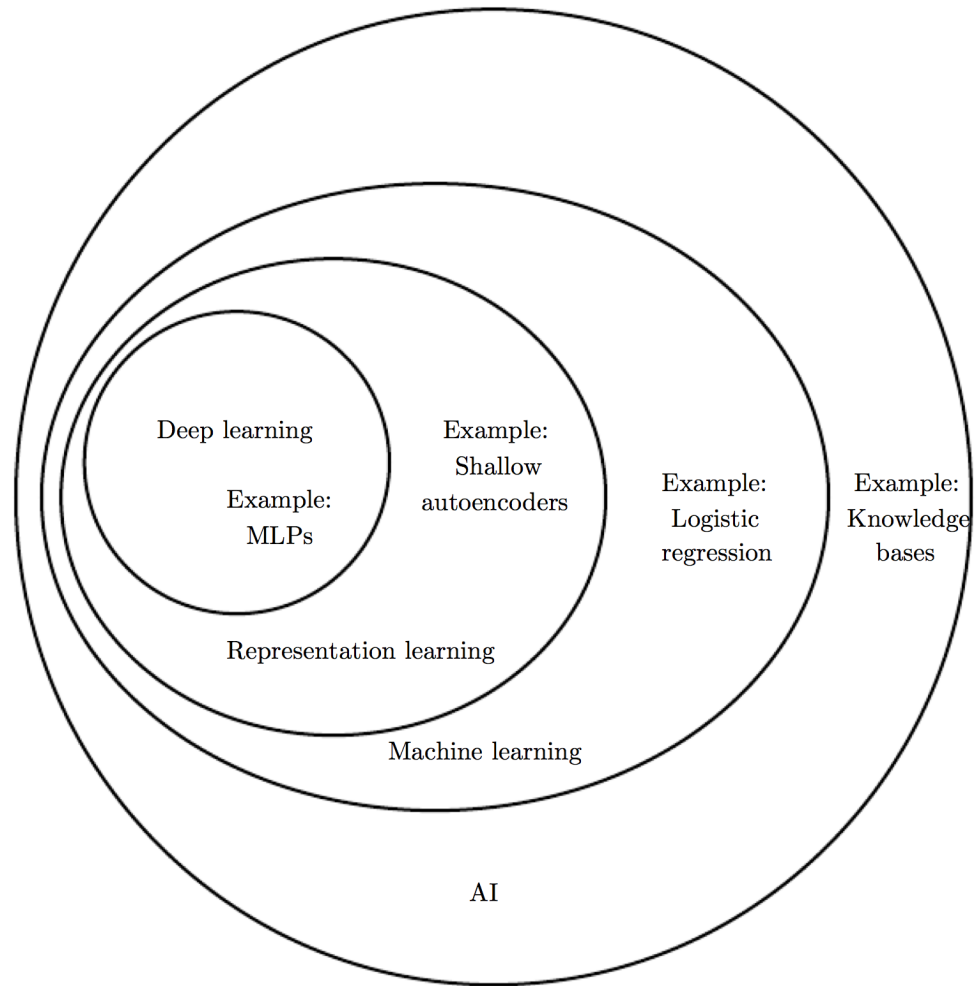 Deep learning
Example:
MLPs
Example:
Shallow
autoencoders
Example:
Logistic
regression
Example:
Knowledge
bases
Representation learning
Machine learning
AI